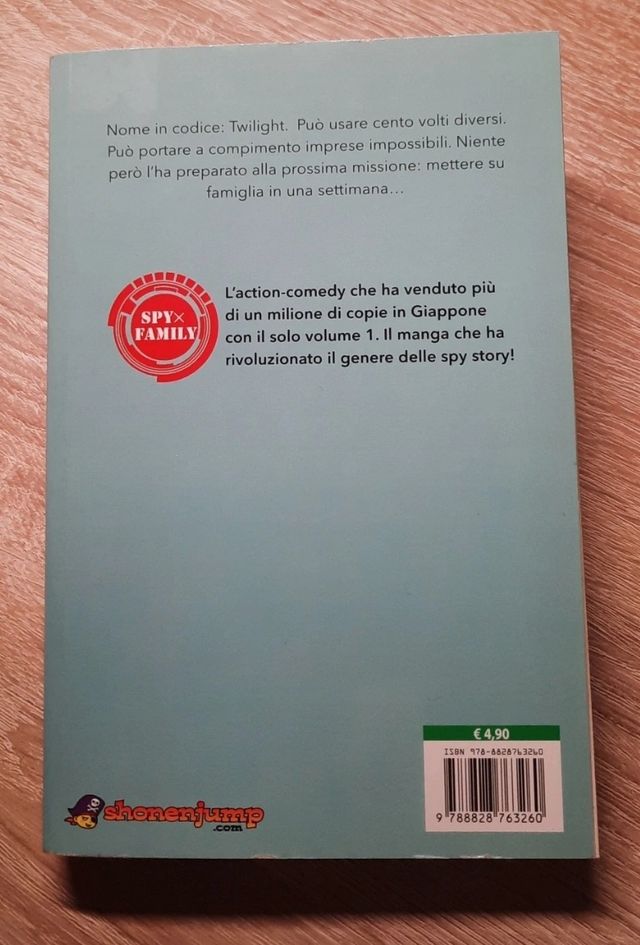 Nome in codice: Twilight. Può usare cento volti diversi.
Può portare a compimento imprese impossibili. Niente
però l'ha preparato alla prossima missione: mettere su
famiglia in una settimana...
SPY×
FAMILY
L'action-comedy che ha venduto più
di un milione di copie in Giappone
con il solo volume 1. Il manga che ha
rivoluzionato il genere delle spy story!
€ 4,90
ISBN 978-8828763260
9 788828 763260
shonenjump
.com